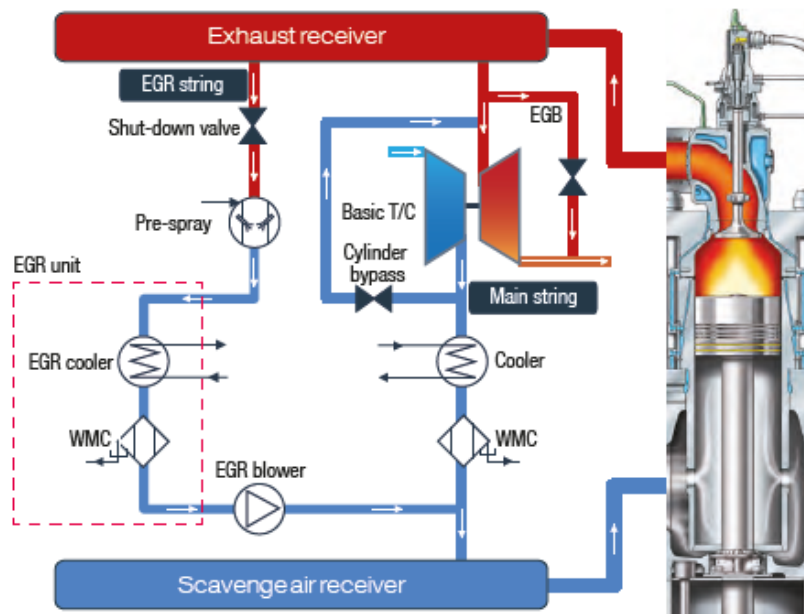 Exhaust receiver
EGR string
Shut-down valve
EGB
Pre-spray
Basic T/C
EGR unit
Cylinder
bypass
Main string
EGR cooler
Cooler
WMC
WMC
EGR blower
Scavenge air receiver